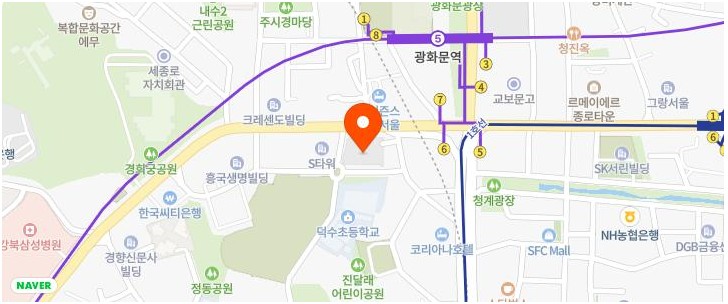 내수2
근린공원
주시경마당
광화문광장
복합문화공간
에무
1
8
5
광화문역
3
청진옥
세종로
자치회관
4
7
교보문고
르메이에르
종로타운
그랑서울
크레센도빌딩
1호선
1
6
6
5
경희궁공원
흥국생명빌딩
S타워
SK서린빌딩
한국씨티은행
청계광장
덕수초등학교
강북삼성병원
경향신문사
빌딩
코리아나호텔
SFC Mall
NH농협은행
DGB금융센
진달래
어린이공원
정동공원
NAVER